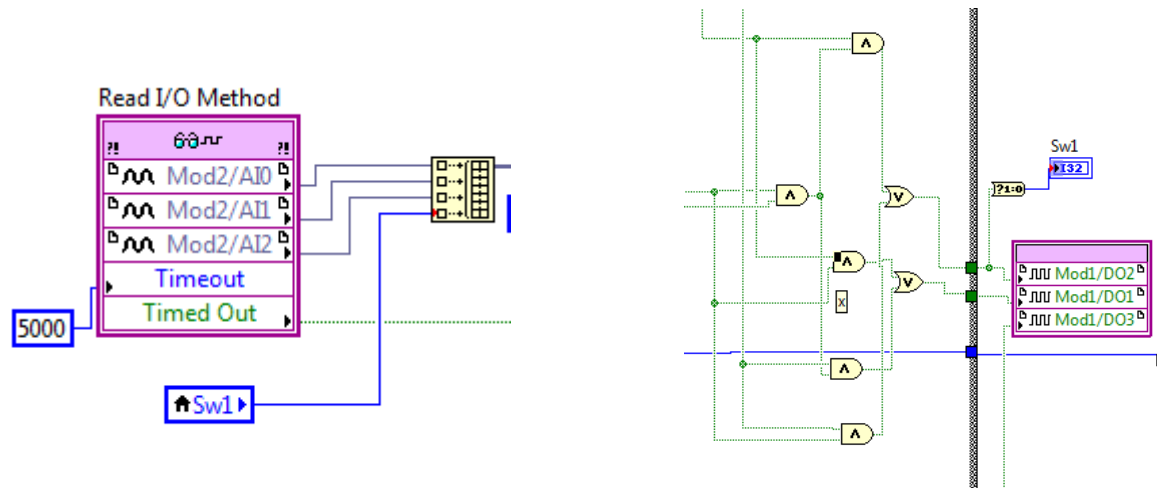 Read I/O Method
?! ?!
Mod2/AI0
Mod2/AI1
Mod2/AI2
Timeout
Timed Out
5000
Sw1
x
Sw1
?1:0
I32
Mod1/DO2
Mod1/DO1
Mod1/DO3